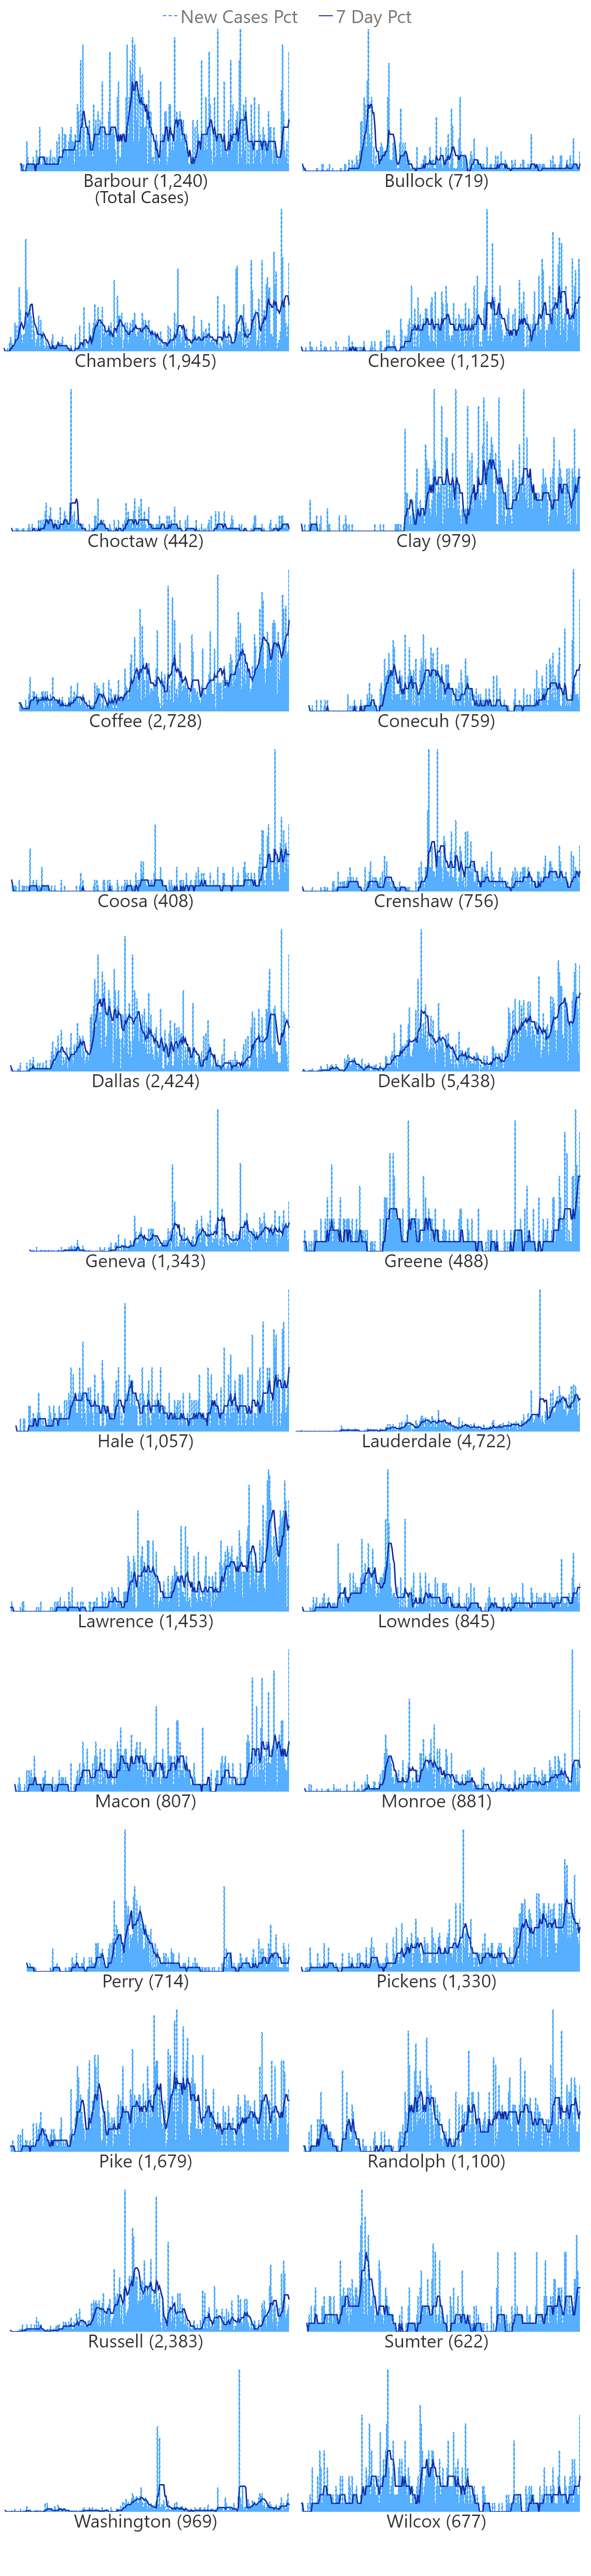 New Cases Pct 7 Day Pct
Barbour (1,240) Bullock (719)
(Total Cases)
Chambers (1,945) Cherokee (1,125)
Choctaw (442) Clay (979)
Coffee (2,728) Conecuh (759)
Coosa (408) Crenshaw (756)
Dallas (2,424) DeKalb (5,438)
Geneva (1,343) Greene (488)
Hale (1,057) Lauderdale (4,722)
Lawrence (1,453) Lowndes (845)
Macon (807) Monroe (881)
Perry (714) Pickens (1,330)
Pike (1,679) Randolph (1,100)
Russell (2,383) Sumter (622)
Washington (969) Wilcox (677)